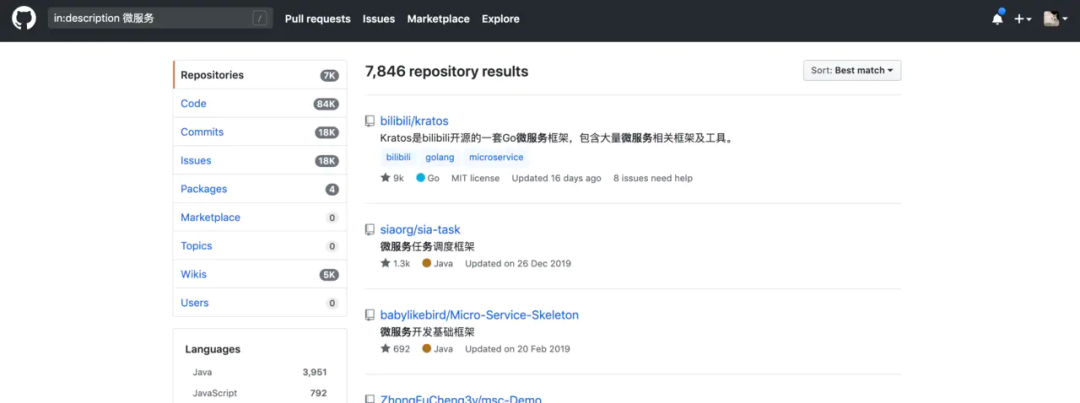 in:description 微服务 /
Pull requests Issues Marketplace Explore
Repositories 7K
Code 84K
Commits 18K
Issues 18K
Packages 4
Marketplace 0
Topics 0
Wikis 5K
Users 0
Languages
Java 3,951
JavaScript 792
7,846 repository results
Sort: Best match
bilibili/kratos
Kratos是bilibili开源的一套Go微服务框架，包含大量微服务相关框架及工具。
bilibili golang microservice
9k Go MIT license Updated 16 days ago 8 issues need help
siaorg/sia-task
微服务任务调度框架
1.3k Java Updated on 26 Dec 2019
babylikebird/Micro-Service-Skeleton
微服务开发基础框架
692 Java Updated on 20 Feb 2019
ZhongFuCheng3y/msc-Demo